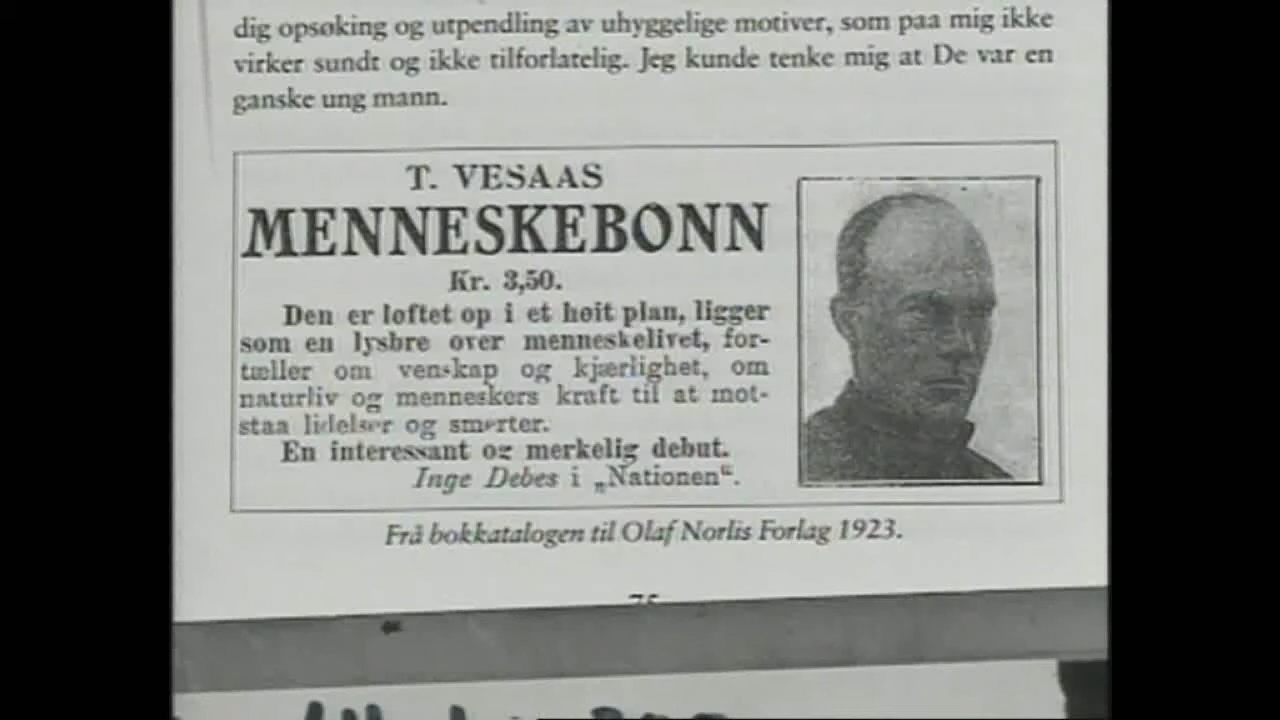 dig opsøking og utpendling av uhyggelige motiver, som paa mig ikke
virker sundt og ikke tilforlatelig. Jeg kunde tenke mig at De var en
ganske ung mann.
T. VESAAS
MENNESKEBONN
Kr. 3,50.
Den er løftet op i et høit plan, ligger
som en lysbre over menneskelivet, for-
tæller om venskap og kjærlighet, om
naturliv og menneskers kraft til at mot-
staa lidelser og smerter.
En interessant og merkelig debut.
Inge Debes i „Nationen“.
Frå bokkatalogen til Olaf Norlis Forlag 1923.